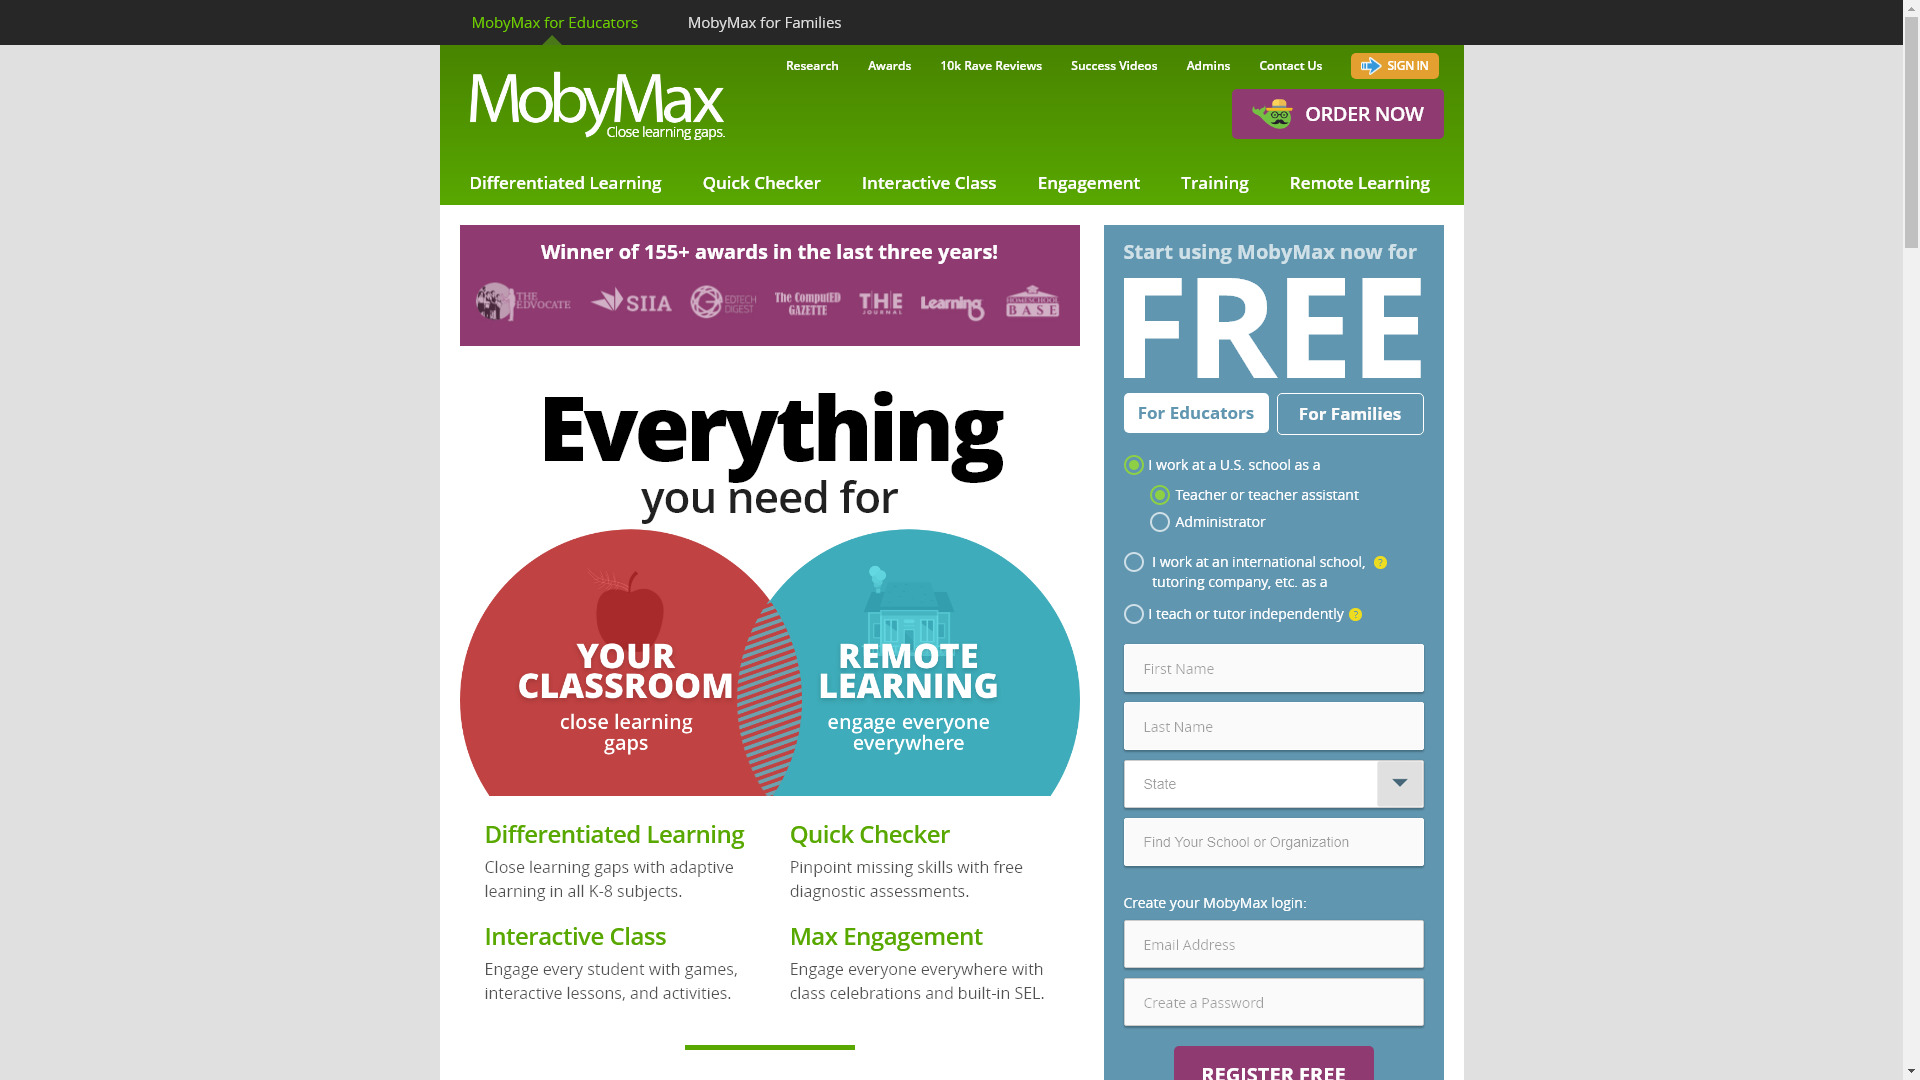 MobyMax for Educators
MobyMax for Families
Research
Awards
10k Rave Reviews
Success Videos
Admins
Contact Us
SIGN IN
MobyMax
Close learning gaps.
ORDER NOW
Differentiated Learning
Quick Checker
Interactive Class
Engagement
Training
Remote Learning
Winner of 155+ awards in the last three years!
THE EDVOCATE
SIIA
EDTECH DIGEST
The ComputED GAZETTE
THE JOURNAL
Learning
HOMESCHOOL BASE
Everything
you need for
YOUR
CLASSROOM
close learning
gaps
REMOTE
LEARNING
engage everyone
everywhere
Differentiated Learning
Close learning gaps with adaptive
learning in all K-8 subjects.
Quick Checker
Pinpoint missing skills with free
diagnostic assessments.
Interactive Class
Engage every student with games,
interactive lessons, and activities.
Max Engagement
Engage everyone everywhere with
class celebrations and built-in SEL.
Start using MobyMax now for
FREE
For Educators
For Families
I work at a U.S. school as a
Teacher or teacher assistant
Administrator
I work at an international school, ?
tutoring company, etc. as a
I teach or tutor independently ?
First Name
Last Name
State
Find Your School or Organization
Create your MobyMax login:
Email Address
Create a Password
REGISTER FREE